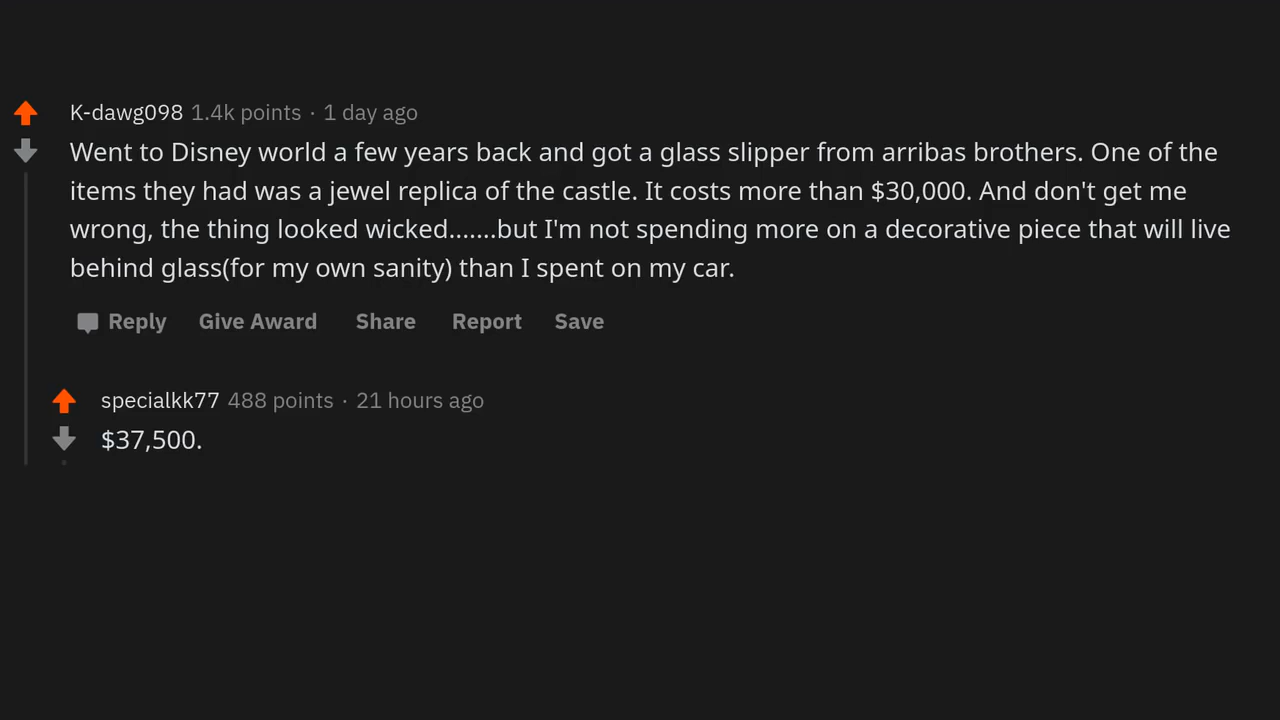 K-dawg098 1.4k points · 1 day ago
Went to Disney world a few years back and got a glass slipper from arribas brothers. One of the
items they had was a jewel replica of the castle. It costs more than $30,000. And don't get me
wrong, the thing looked wicked.......but I'm not spending more on a decorative piece that will live
behind glass(for my own sanity) than I spent on my car.
Reply Give Award Share Report Save
specialkk77 488 points · 21 hours ago
$37,500.